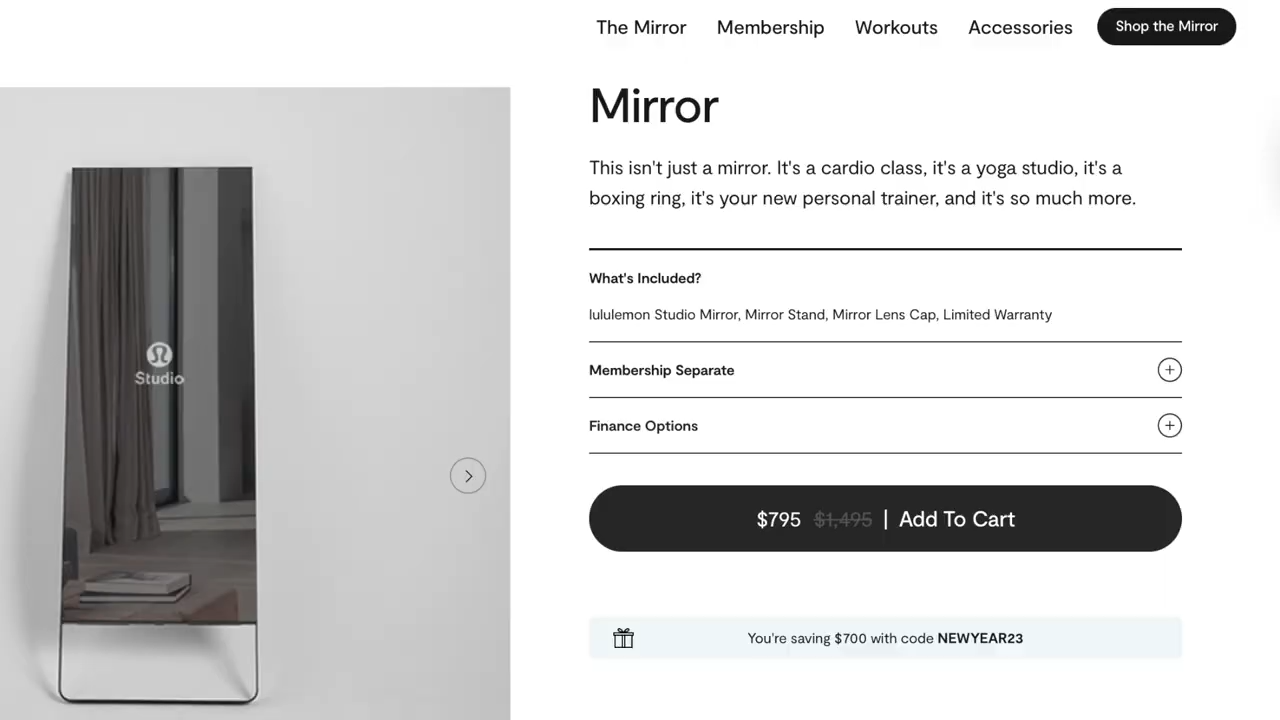 The Mirror Membership Workouts Accessories Shop the Mirror
Mirror
This isn't just a mirror. It's a cardio class, it's a yoga studio, it's a
boxing ring, it's your new personal trainer, and it's so much more.
What's Included?
lululemon Studio Mirror, Mirror Stand, Mirror Lens Cap, Limited Warranty
Membership Separate
Finance Options
$795 $1,495 | Add To Cart
You're saving $700 with code NEWYEAR23
Studio